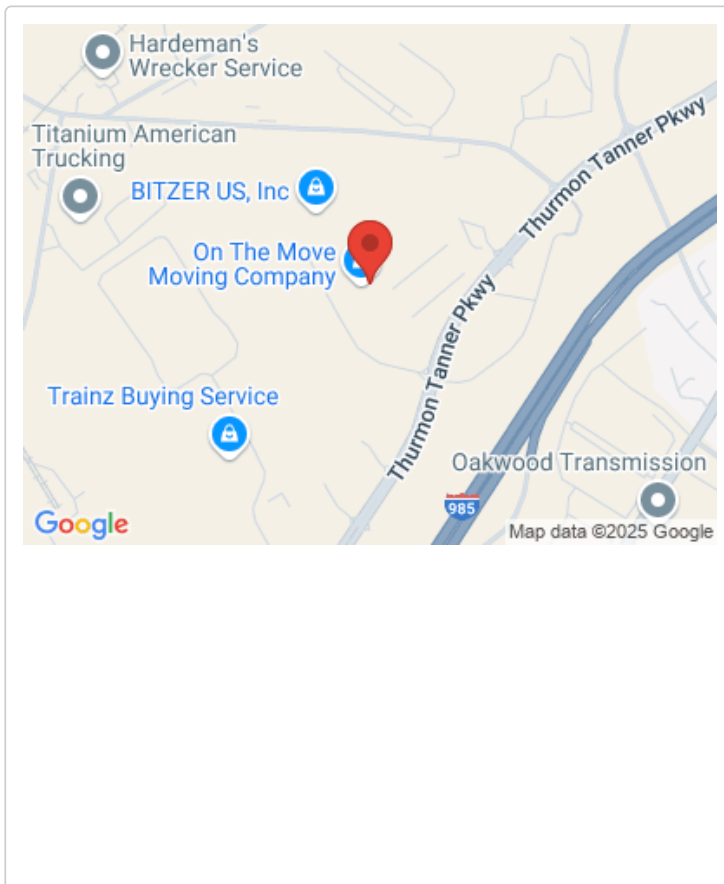 Hardeman's
Wrecker Service
Titanium American
Trucking
BITZER US, Inc
On The Move
Moving Company
Thurmon Tanner Pkwy
Thurmon Tanner Pkwy
Trainz Buying Service
Oakwood Transmission
985
Google
Map data ©2025 Google